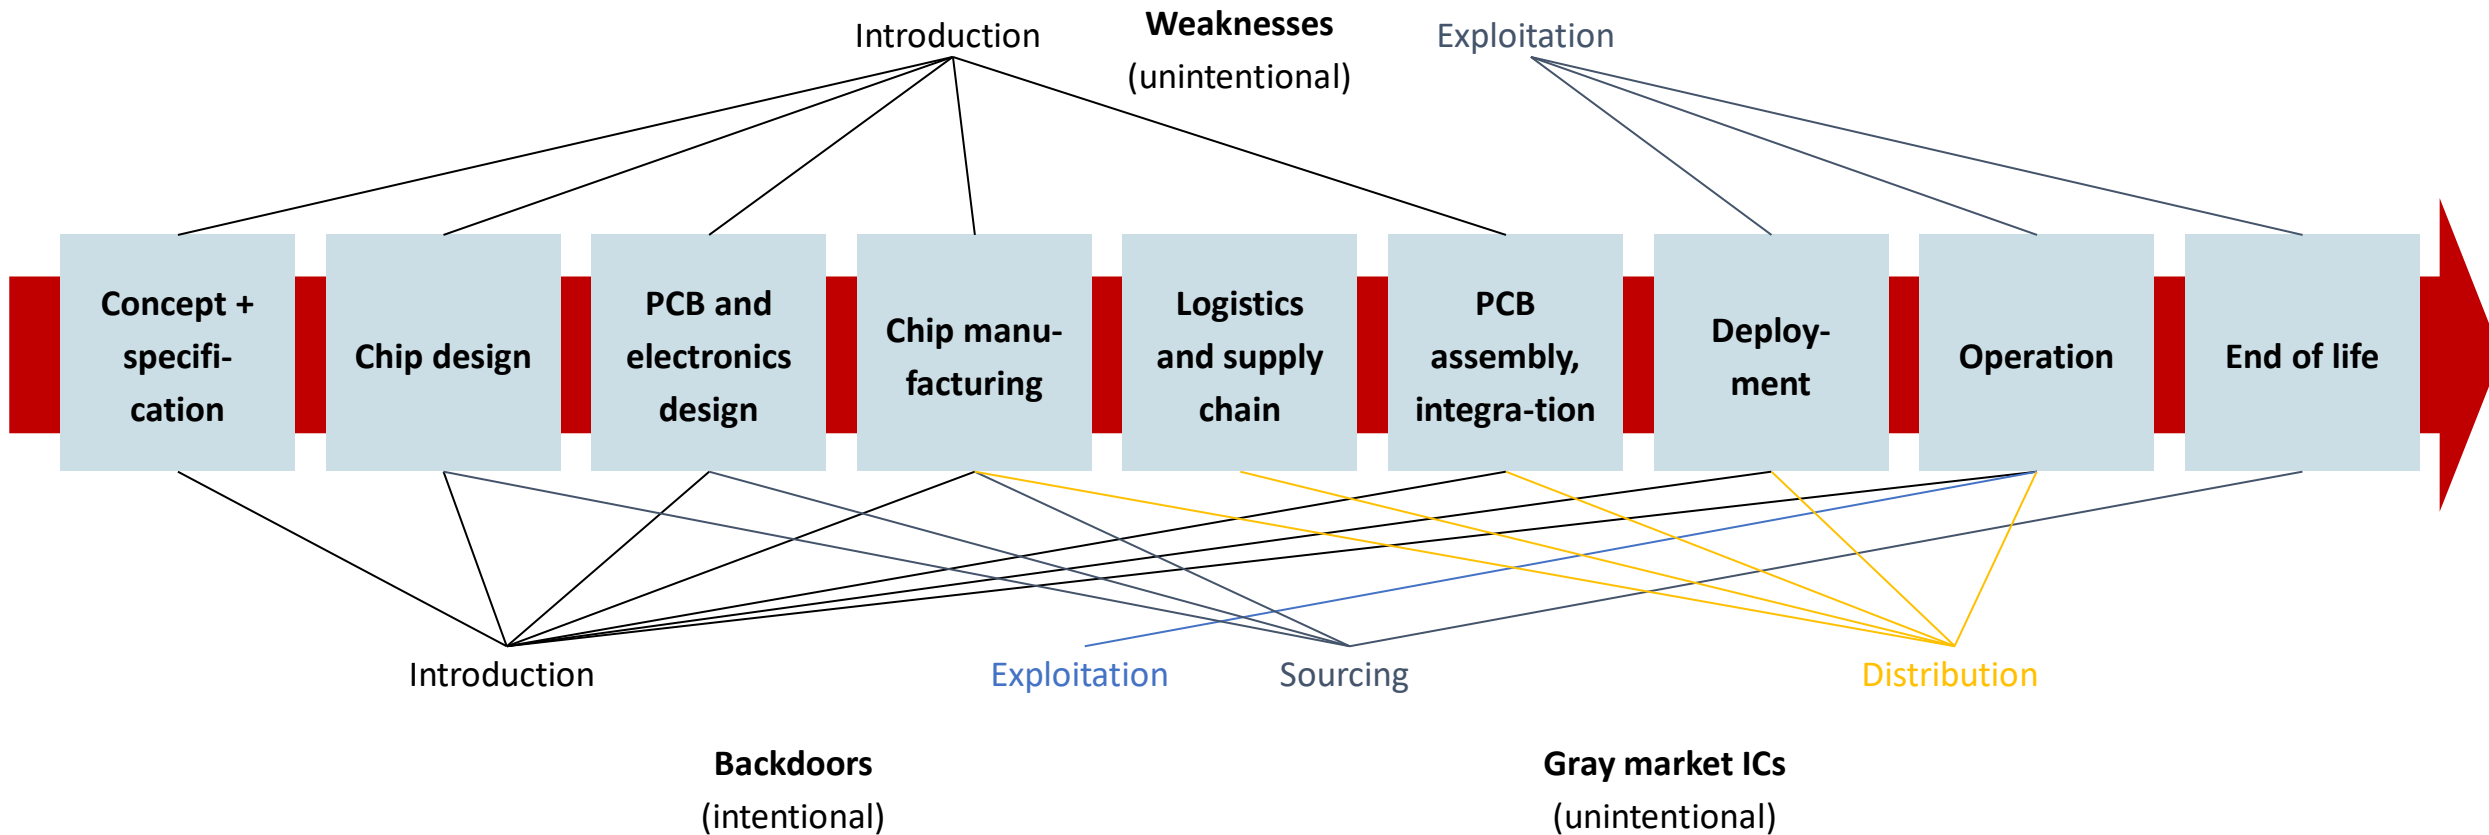 Weaknesses
(unintentional)
Introduction
Exploitation
Concept +
specifi-
cation
Chip design
PCB and
electronics
design
Chip manu-
facturing
Logistics
and supply
chain
PCB
assembly,
integra-tion
Deploy-
ment
Operation
End of life
Introduction
Exploitation
Sourcing
Distribution
Backdoors
(intentional)
Gray market ICs
(unintentional)